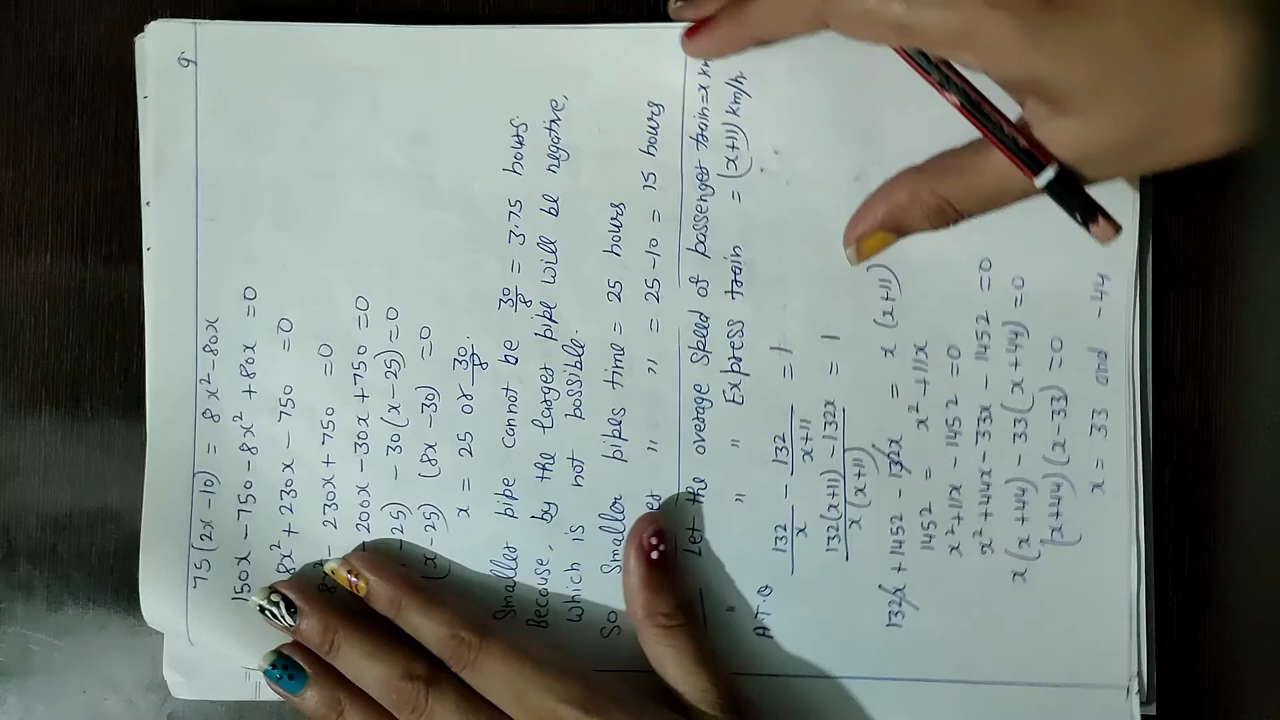 9.
75(2x-10) = 8x² - 80x
150x - 750 - 8x² + 80x = 0
8x² + 230x - 750 = 0
8x² - 230x + 750 = 0
200x - 30x + 750 = 0
-25) - 30(x-25) = 0
(x-25) (8x-30) = 0
x = 25 or 30/8.
Smaller pipe cannot be 30/8 = 3.75 hours.
Because, by the larger pipe will be negative,
which is not possible.
So Smaller pipes time = 25 hours
" " = 25-10 = 15 hours
Let the average speed of passenger train = x km
" " Express train = (x+11) km/h
A.T.Q 132/x - 132/x+11 = 1
132(x+11) - 132x / x(x+11) = 1
132x + 1452 - 132x = x (x+11)
1452 = x² + 11x
x² + 11x - 1452 = 0
x² + 44x - 33x - 1452 = 0
x(x+44) - 33(x+44) = 0
(x+44) (x-33) = 0
x = 33 and -44